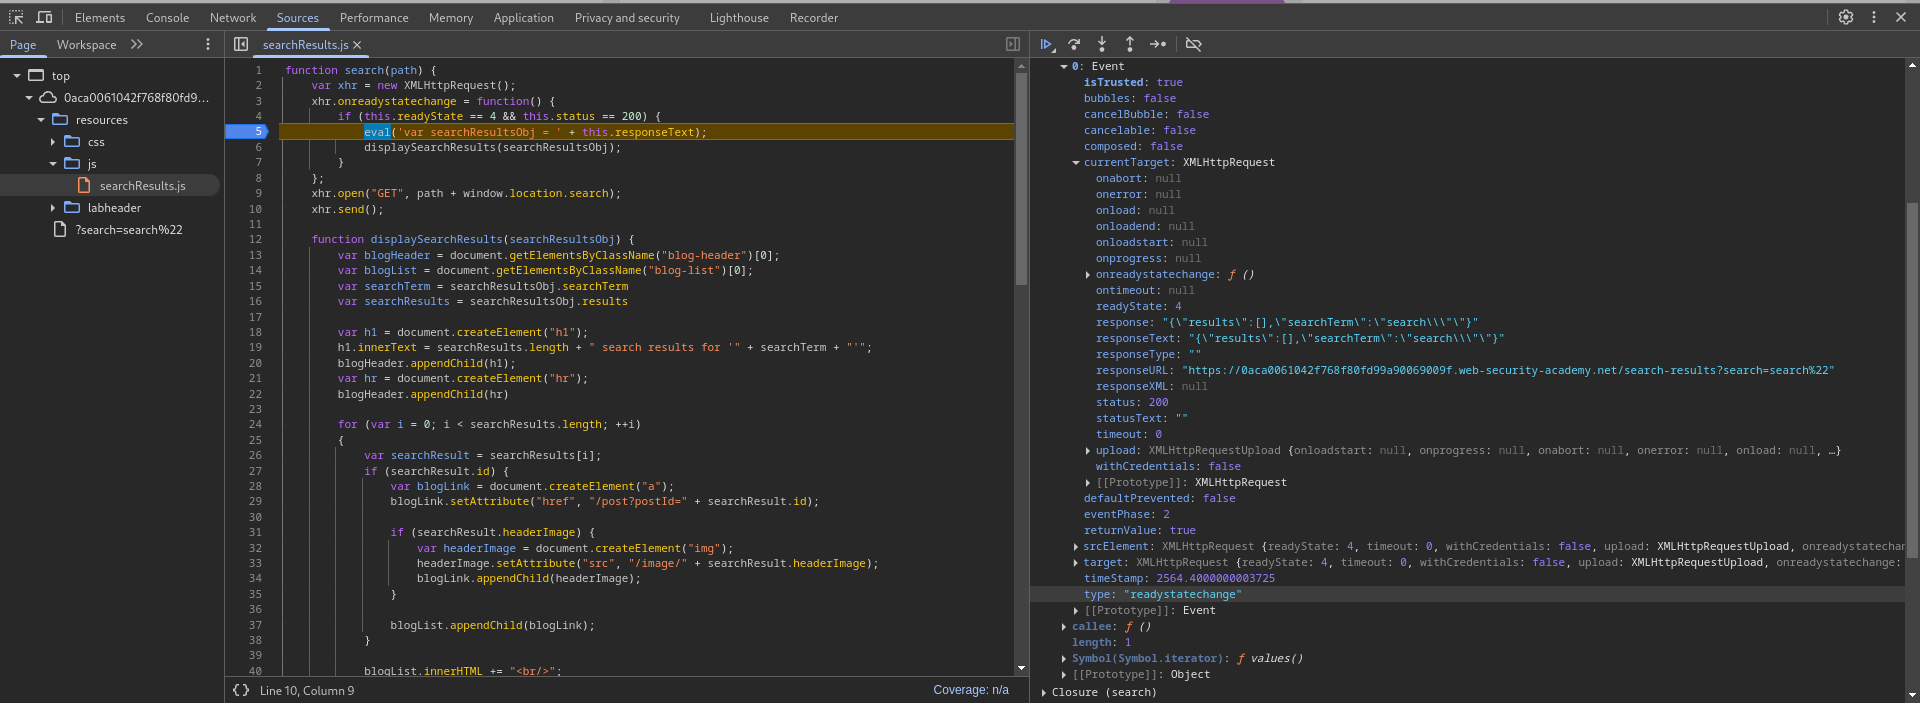 Elements Console Network Sources Performance Memory Application Privacy and security Lighthouse Recorder
Page Workspace
top
0aca0061042f768f80fd9...
resources
css
js
searchResults.js
labheader
?search=search%22
searchResults.js
1 function search(path) {
2 var xhr = new XMLHttpRequest();
3 xhr.onreadystatechange = function() {
4 if (this.readyState == 4 && this.status == 200) {
5 eval('var searchResultsObj = ' + this.responseText);
6 displaySearchResults(searchResultsObj);
7 }
8 };
9 xhr.open("GET", path + window.location.search);
10 xhr.send();
11
12 function displaySearchResults(searchResultsObj) {
13 var blogHeader = document.getElementsByClassName("blog-header")[0];
14 var blogList = document.getElementsByClassName("blog-list")[0];
15 var searchTerm = searchResultsObj.searchTerm
16 var searchResults = searchResultsObj.results
17
18 var h1 = document.createElement("h1");
19 h1.innerText = searchResults.length + " search results for '" + searchTerm + "'";
20 blogHeader.appendChild(h1);
21 var hr = document.createElement("hr");
22 blogHeader.appendChild(hr)
23
24 for (var i = 0; i < searchResults.length; ++i)
25 {
26 var searchResult = searchResults[i];
27 if (searchResult.id) {
28 var blogLink = document.createElement("a");
29 blogLink.setAttribute("href", "/post?postId=" + searchResult.id);
30
31 if (searchResult.headerImage) {
32 var headerImage = document.createElement("img");
33 headerImage.setAttribute("src", "/image/" + searchResult.headerImage);
34 blogLink.appendChild(headerImage);
35 }
36
37 blogList.appendChild(blogLink);
38 }
39
40 blogList.innerHTML += "<br/>";
{} Line 10, Column 9 Coverage: n/a
0: Event
isTrusted: true
bubbles: false
cancelBubble: false
cancelable: false
composed: false
currentTarget: XMLHttpRequest
onabort: null
onerror: null
onload: null
onloadend: null
onloadstart: null
onprogress: null
onreadystatechange: ƒ ()
ontimeout: null
readyState: 4
response: "{\"results\":[],\"searchTerm\":\"search\\\"\"}"
responseText: "{\"results\":[],\"searchTerm\":\"search\\\"\"}"
responseType: ""
responseURL: "https://0aca0061042f768f80fd99a90069009f.web-security-academy.net/search-results?search=search%22"
responseXML: null
status: 200
statusText: ""
timeout: 0
upload: XMLHttpRequestUpload {onloadstart: null, onprogress: null, onabort: null, onerror: null, onload: null, …}
withCredentials: false
[[Prototype]]: XMLHttpRequest
defaultPrevented: false
eventPhase: 2
returnValue: true
srcElement: XMLHttpRequest {readyState: 4, timeout: 0, withCredentials: false, upload: XMLHttpRequestUpload, onreadystatechan
target: XMLHttpRequest {readyState: 4, timeout: 0, withCredentials: false, upload: XMLHttpRequestUpload, onreadystatechange:
timeStamp: 2564.4000000003725
type: "readystatechange"
[[Prototype]]: Event
callee: ƒ ()
length: 1
Symbol(Symbol.iterator): ƒ values()
[[Prototype]]: Object
Closure (search)